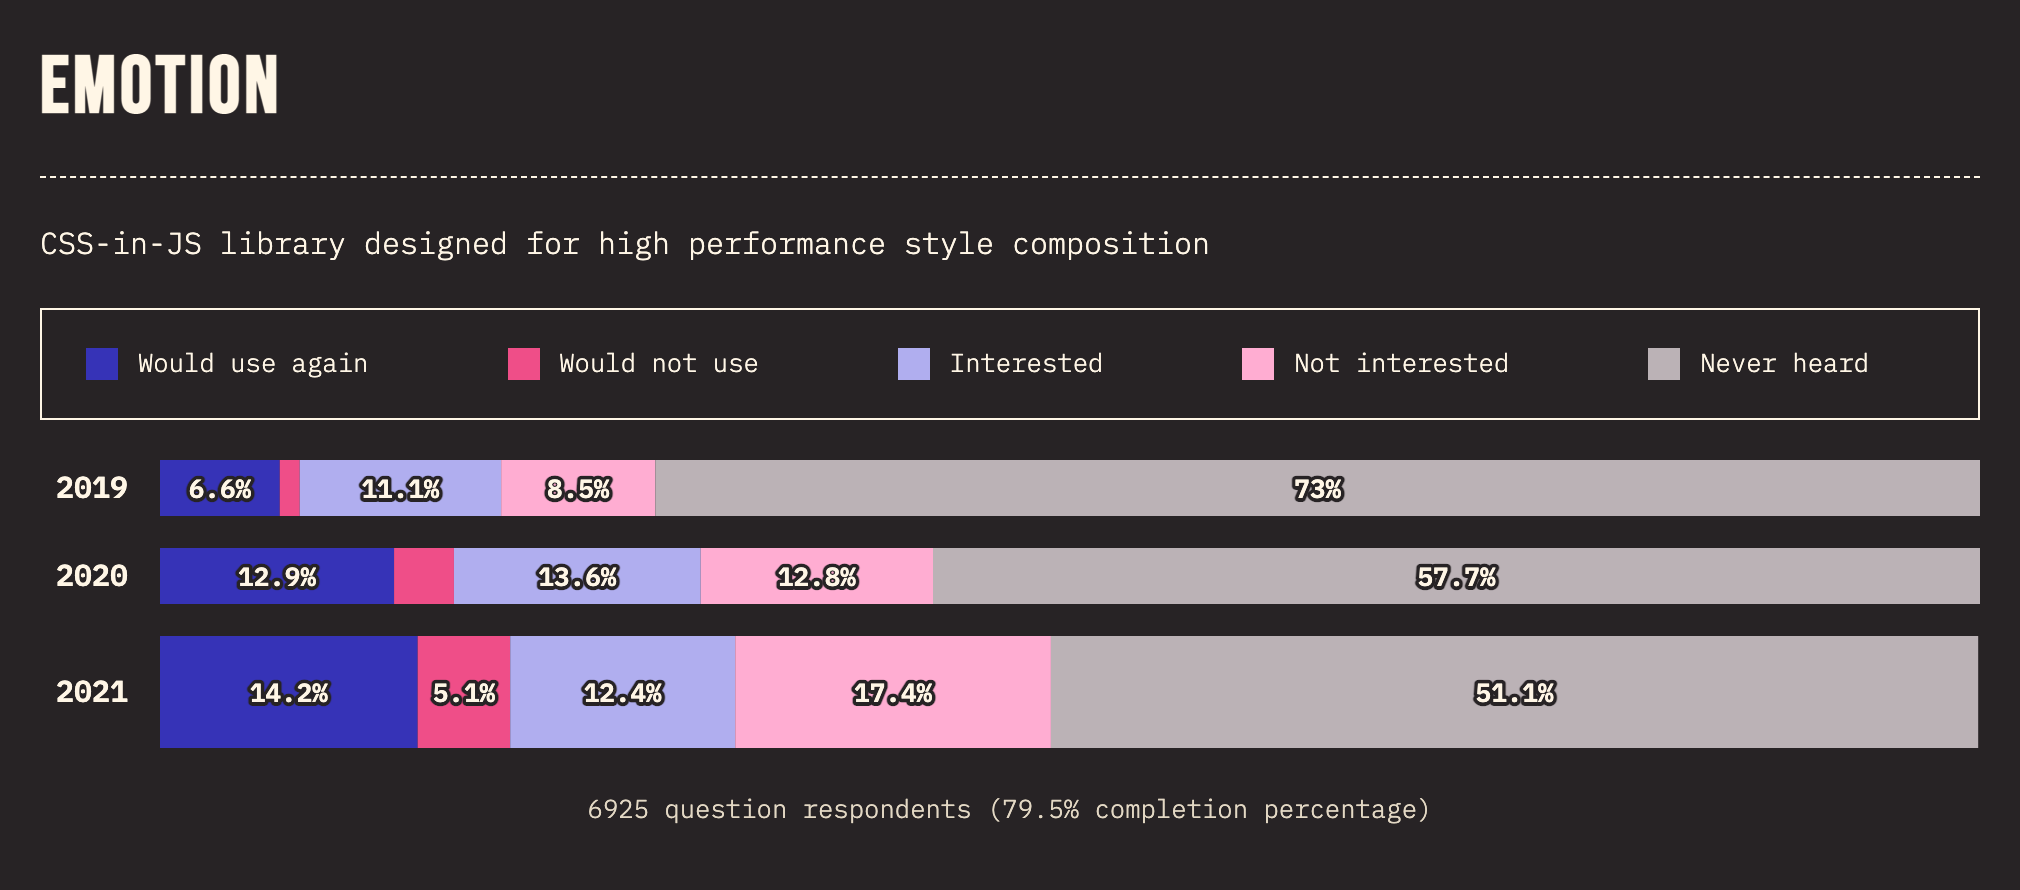 EMOTION
CSS-in-JS library designed for high performance style composition
Would use again Would not use Interested Not interested Never heard
2019 6.6% 11.1% 8.5% 73%
2020 12.9% 13.6% 12.8% 57.7%
2021 14.2% 5.1% 12.4% 17.4% 51.1%
6925 question respondents (79.5% completion percentage)